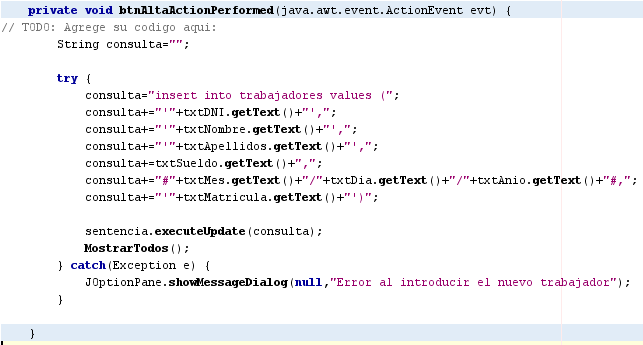 private void btnAltaActionPerformed(java.awt.event.ActionEvent evt) {
// TODO: Agrege su codigo aqui:
String consulta="";
try {
consulta="insert into trabajadores values (";
consulta+="'"+txtDNI.getText()+"',";
consulta+="'"+txtNombre.getText()+"',";
consulta+="'"+txtApellidos.getText()+"',";
consulta+=txtSueldo.getText()+",";
consulta+="#"+txtMes.getText()+"/"+txtDia.getText()+"/"+txtAnio.getText()+"#,";
consulta+="'"+txtMatricula.getText()+"')";
sentencia.executeUpdate(consulta);
MostrarTodos();
} catch(Exception e) {
JOptionPane.showMessageDialog(null,"Error al introducir el nuevo trabajador");
}
}